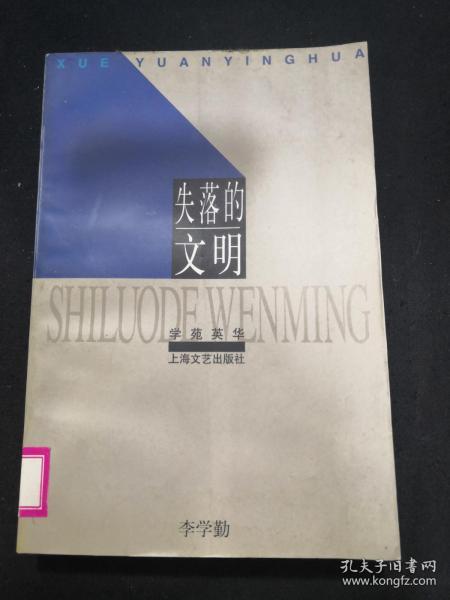 XUE YUANYINGHUA
失落的
文明
SHILUODE WENMING
学苑英华
上海文艺出版社
李学勤
孔夫子旧书网
www.kongfz.com